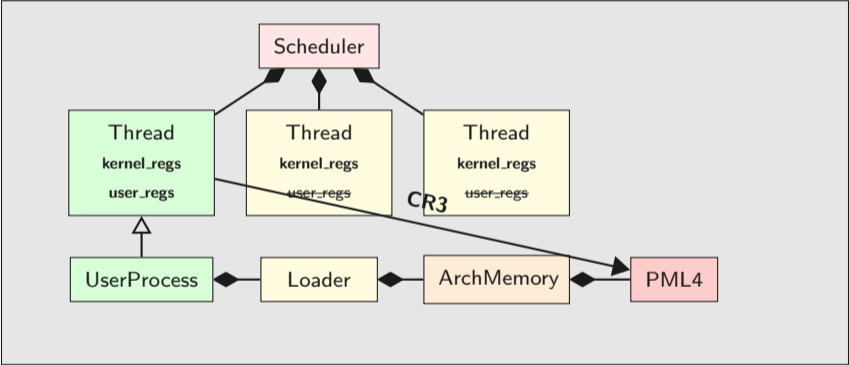 Scheduler
Thread
kernel_regs
user_regs
Thread
kernel_regs
user_regs
Thread
kernel_regs
user_regs
CR3
UserProcess
Loader
ArchMemory
PML4